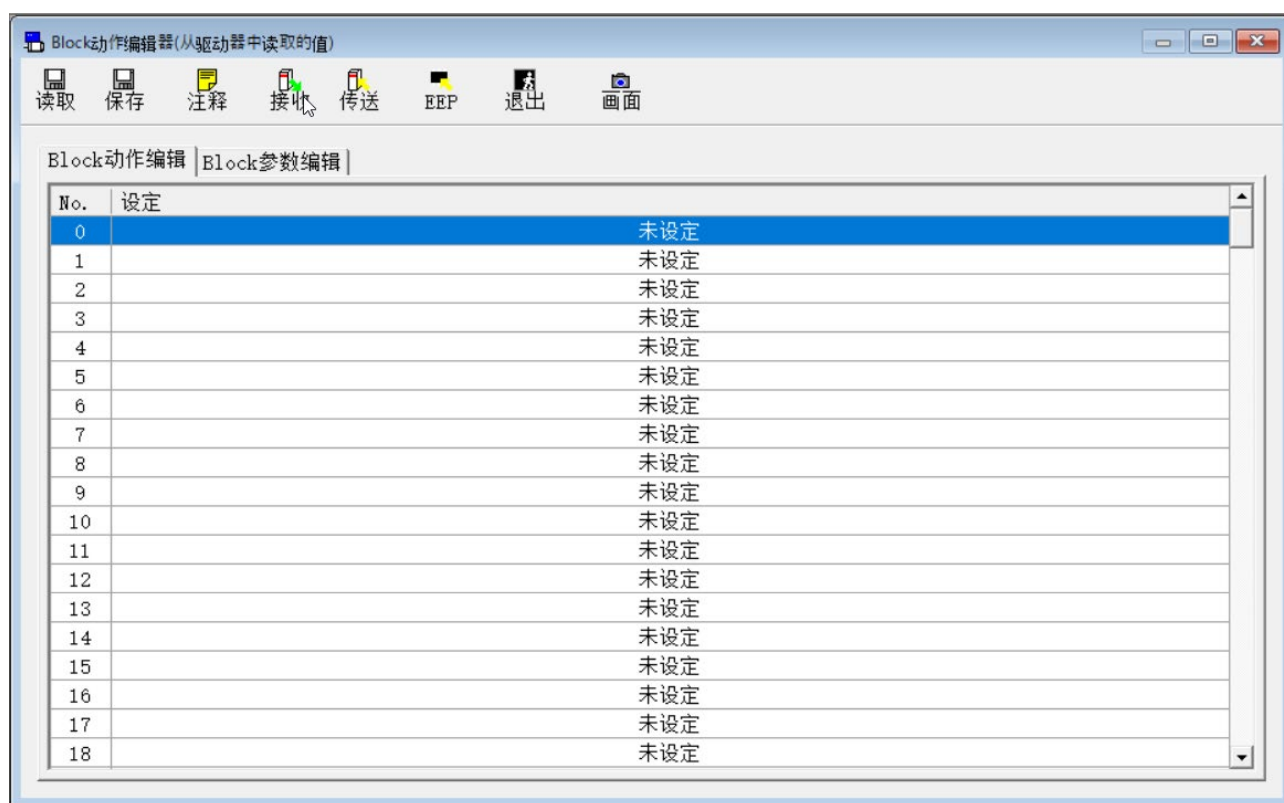 Block动作编辑器(从驱动器中读取的值)
读取 保存 注释 接收 传送 EEP 退出 画面
Block动作编辑 Block参数编辑
No. 设定
0 未设定
1 未设定
2 未设定
3 未设定
4 未设定
5 未设定
6 未设定
7 未设定
8 未设定
9 未设定
10 未设定
11 未设定
12 未设定
13 未设定
14 未设定
15 未设定
16 未设定
17 未设定
18 未设定